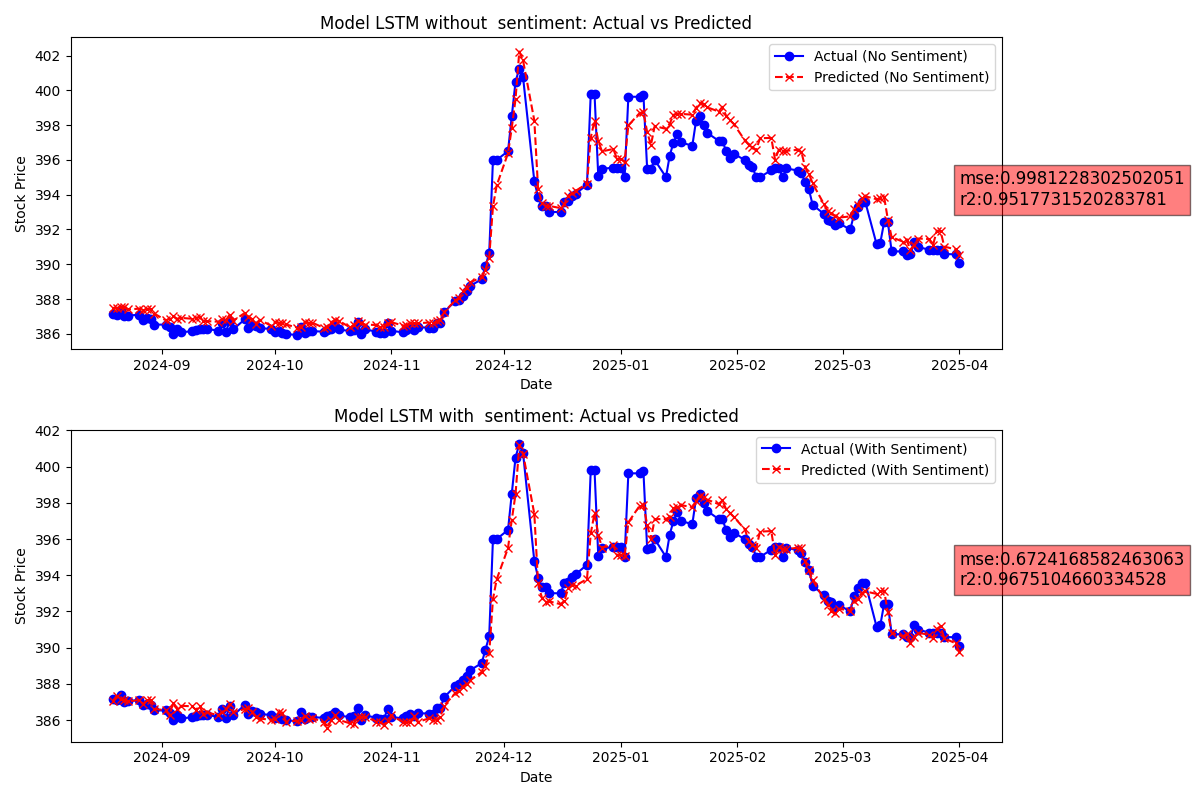 Model LSTM without  sentiment: Actual vs Predicted
402
400
398
396
394
392
390
388
386
Stock Price
Actual (No Sentiment)
Predicted (No Sentiment)
mse:0.9981228302502051
r2:0.9517731520283781
2024-09 2024-10 2024-11 2024-12 2025-01 2025-02 2025-03 2025-04
Date
Model LSTM with  sentiment: Actual vs Predicted
402
400
398
396
394
392
390
388
386
Stock Price
Actual (With Sentiment)
Predicted (With Sentiment)
mse:0.6724168582463063
r2:0.9675104660334528
2024-09 2024-10 2024-11 2024-12 2025-01 2025-02 2025-03 2025-04
Date